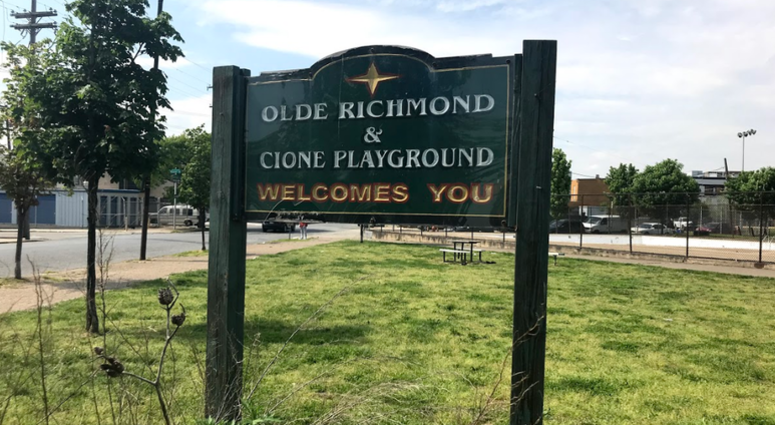 OLDE RICHMOND
&
CIONE PLAYGROUND
WELCOMES YOU